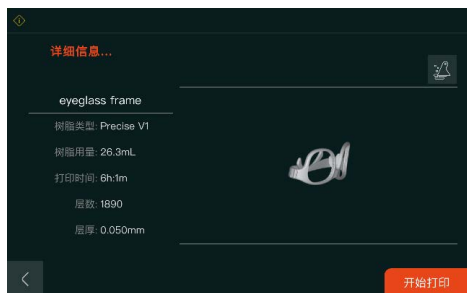 详细信息...
eyeglass frame
树脂类型: Precise V1
树脂用量: 26.3mL
打印时间: 6h:1m
层数: 1890
层厚: 0.050mm
开始打印